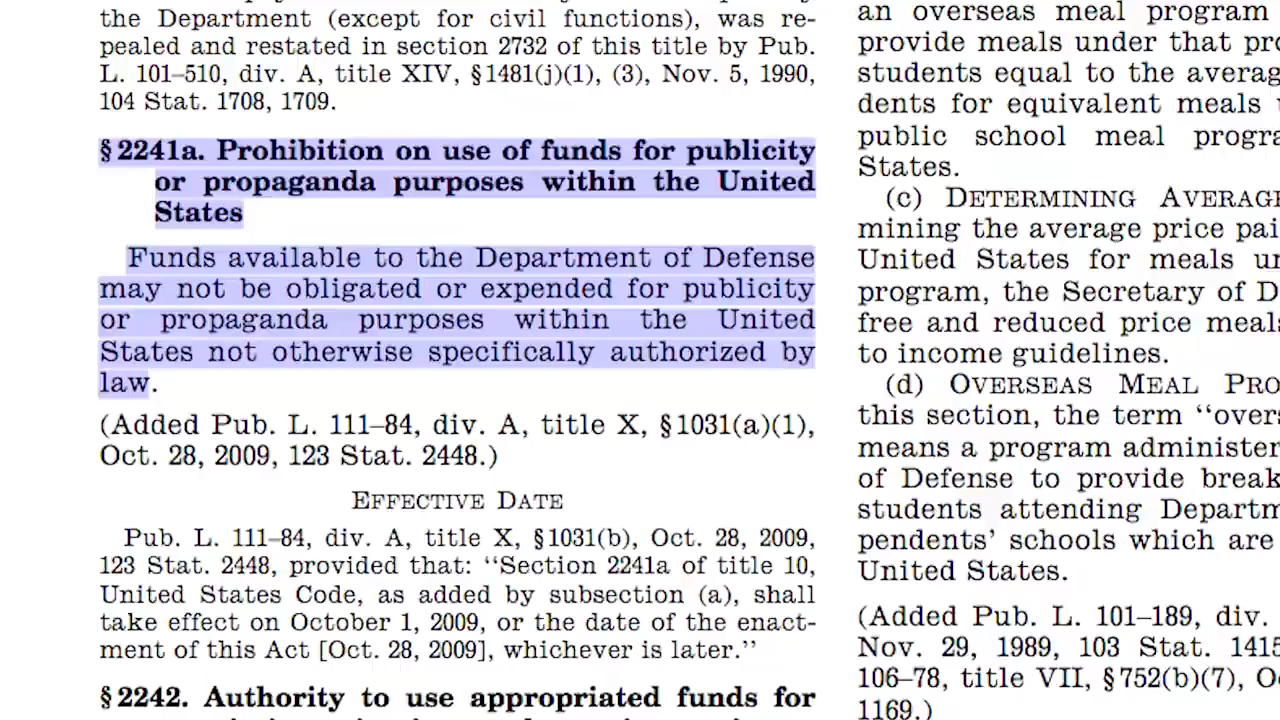 the Department (except for civil functions), was re-
pealed and restated in section 2732 of this title by Pub.
L. 101–510, div. A, title XIV, §1481(j)(1), (3), Nov. 5, 1990,
104 Stat. 1708, 1709.
§2241a. Prohibition on use of funds for publicity
or propaganda purposes within the United
States
Funds available to the Department of Defense
may not be obligated or expended for publicity
or propaganda purposes within the United
States not otherwise specifically authorized by
law.
(Added Pub. L. 111–84, div. A, title X, §1031(a)(1),
Oct. 28, 2009, 123 Stat. 2448.)
EFFECTIVE DATE
Pub. L. 111–84, div. A, title X, §1031(b), Oct. 28, 2009,
123 Stat. 2448, provided that: ‘‘Section 2241a of title 10,
United States Code, as added by subsection (a), shall
take effect on October 1, 2009, or the date of the enact-
ment of this Act [Oct. 28, 2009], whichever is later.’’
§2242. Authority to use appropriated funds for
an overseas meal program
provide meals under that
students equal to the
dents for equivalent meals
public school meal
States.
(c) DETERMINING
mining the average price
United States for meals
program, the Secretary of
free and reduced price
to income guidelines.
(d) OVERSEAS MEAL
this section, the term
means a program
of Defense to provide
students attending
pendents’ schools which are
United States.
(Added Pub. L. 101–189, div.
Nov. 29, 1989, 103 Stat.
106–78, title VII, §752(b)(7),
1169.)